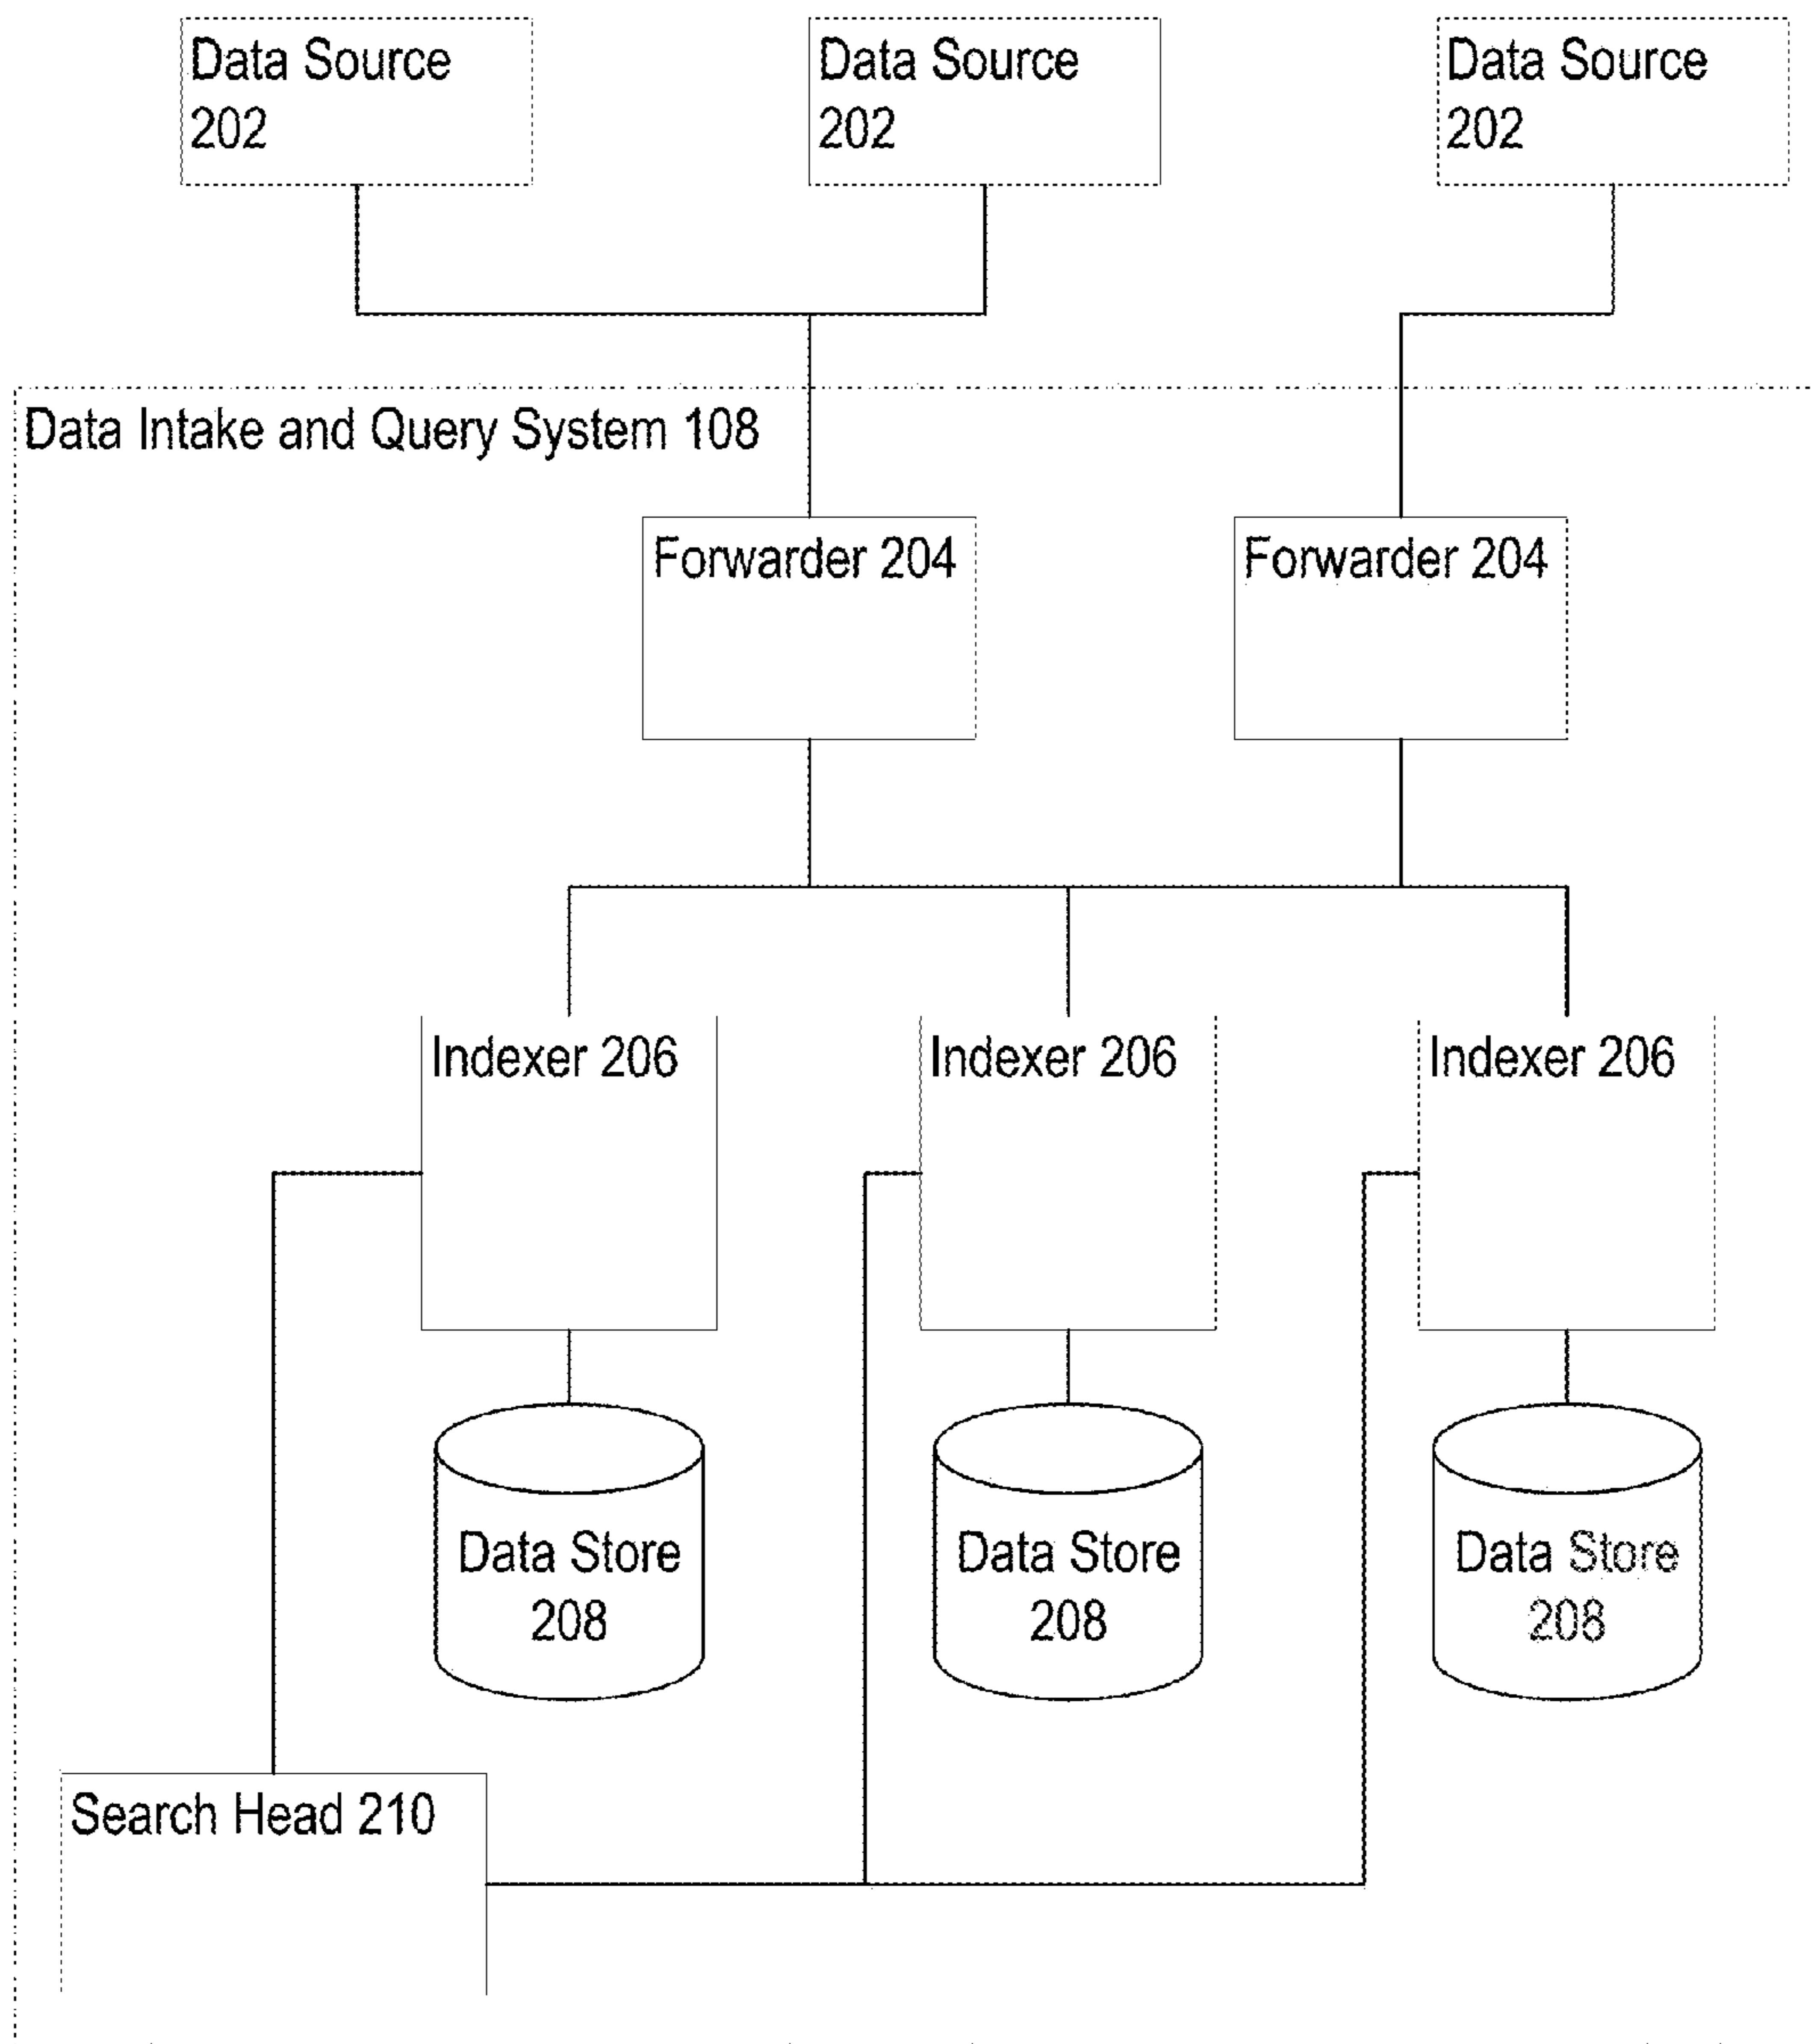 Data Source
202
Data Source
202
Data Source
202
Data Intake and Query System 108
Forwarder 204
Forwarder 204
Indexer 206
Indexer 206
Indexer 206
Data Store
208
Data Store
208
Data Store
208
Search Head 210